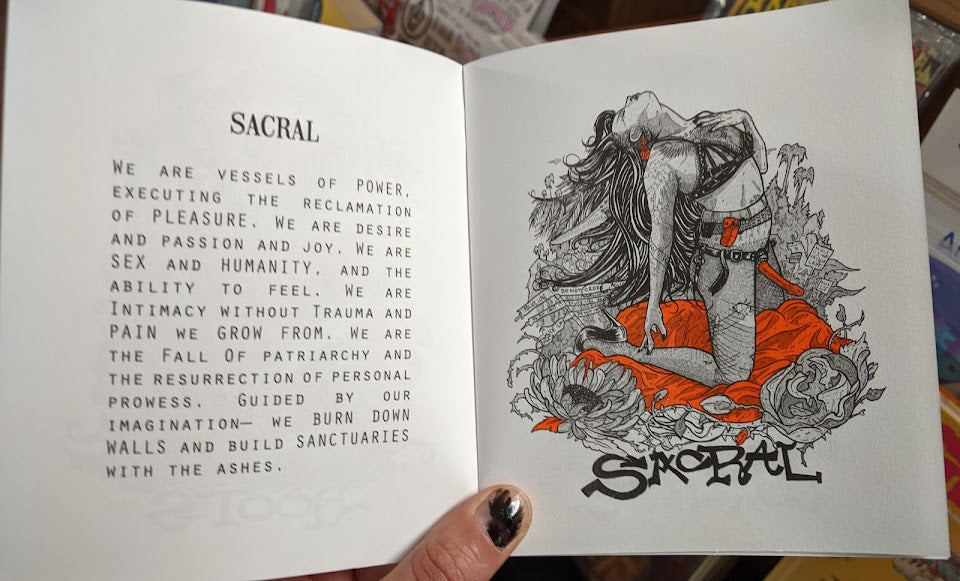 SACRAL
WE ARE VESSELS OF POWER,
EXECUTING THE RECLAMATION
OF PLEASURE. WE ARE DESIRE
AND PASSION AND JOY. WE ARE
SEX AND HUMANITY, AND THE
ABILITY TO FEEL. WE ARE
INTIMACY WITHOUT TRAUMA AND
PAIN WE GROW FROM. WE ARE
THE FALL OF PATRIARCHY AND
THE RESURRECTION OF PERSONAL
PROWESS. GUIDED BY OUR
IMAGINATION— WE BURN DOWN
WALLS AND BUILD SANCTUARIES
WITH THE ASHES.
DO NOT CROSS
SACRAL